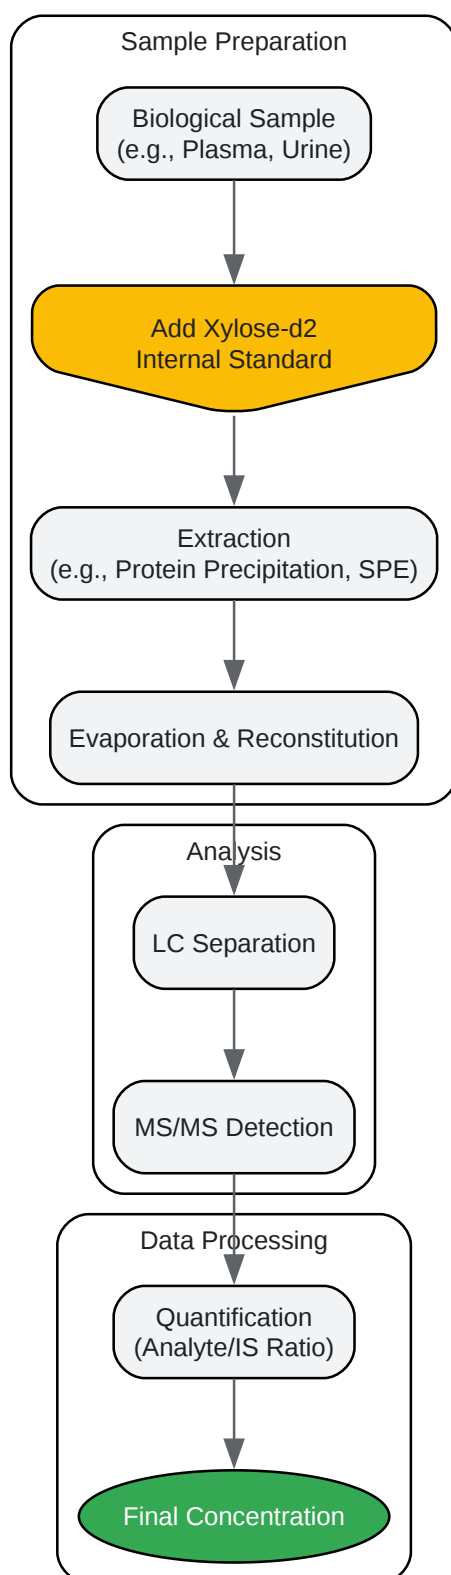 Sample Preparation
Biological Sample
(e.g., Plasma, Urine)
Add Xylose-d2
Internal Standard
Extraction
(e.g., Protein Precipitation, SPE)
Evaporation & Reconstitution
Analysis
LC Separation
MS/MS Detection
Data Processing
Quantification
(Analyte/IS Ratio)
Final Concentration